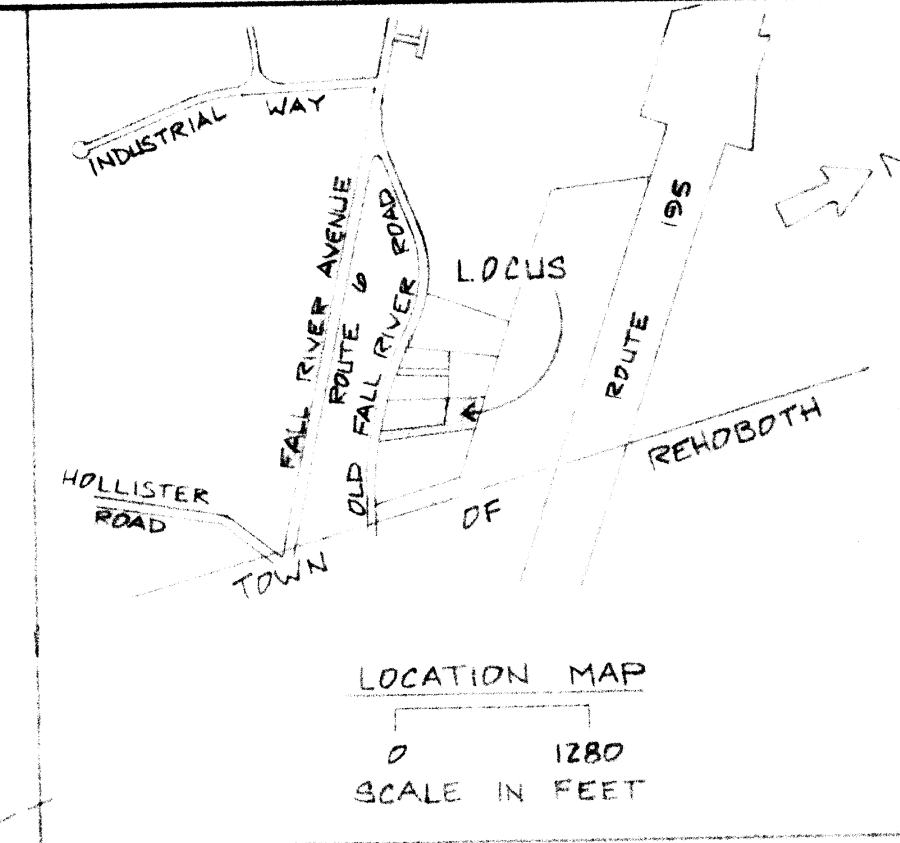 INDUSTRIAL WAY
FALL RIVER AVENUE
ROUTE 6
OLD FALL RIVER ROAD
LOCUS
ROUTE 195
N
HOLLISTER
ROAD
TOWN OF REHOBOTH
LOCATION MAP
0 1280
SCALE IN FEET